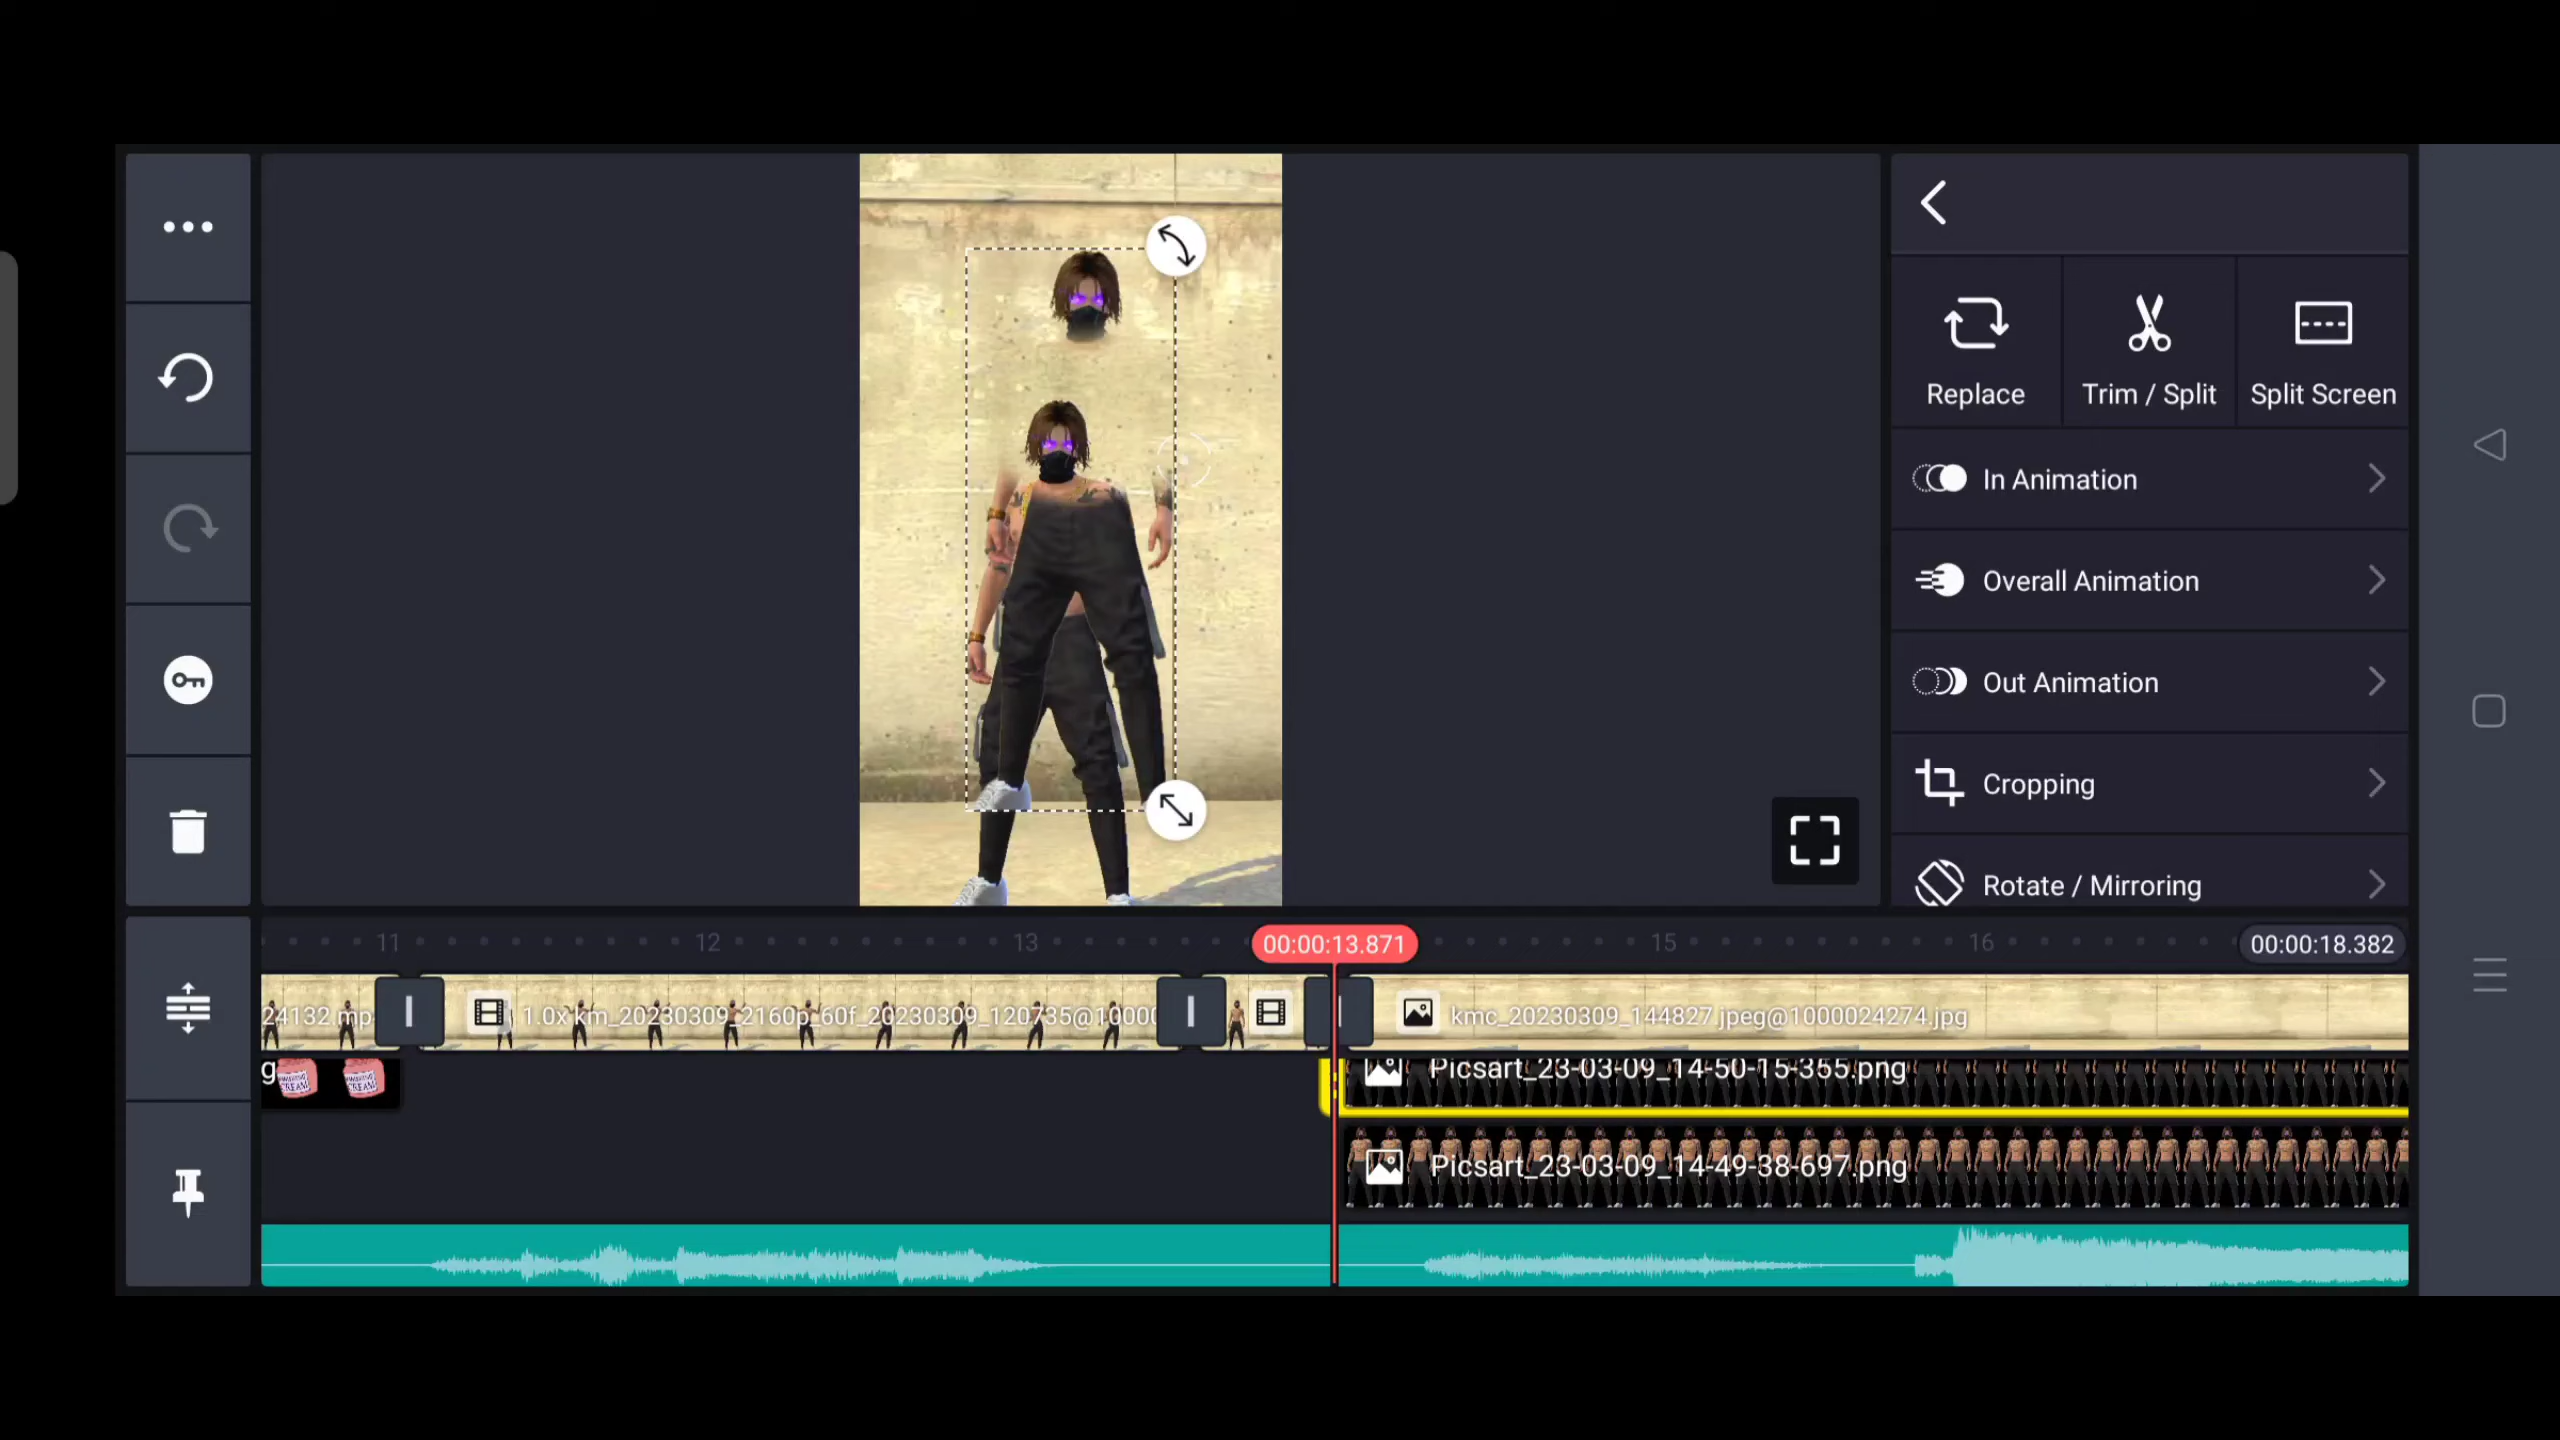 Replace
Trim / Split
Split Screen
In Animation
Overall Animation
Out Animation
Cropping
Rotate / Mirroring
11
12
13
00:00:13.871
15
16
00:00:18.382
24132.mp
1.0x km_20230309_2160p_60f_20230309_120735@10000
kmc_20230309_144827.jpeg@1000024274.jpg
g
CREAM
CREAM
Picsart_23-03-09_14-50-15-355.png
Picsart_23-03-09_14-49-38-697.png